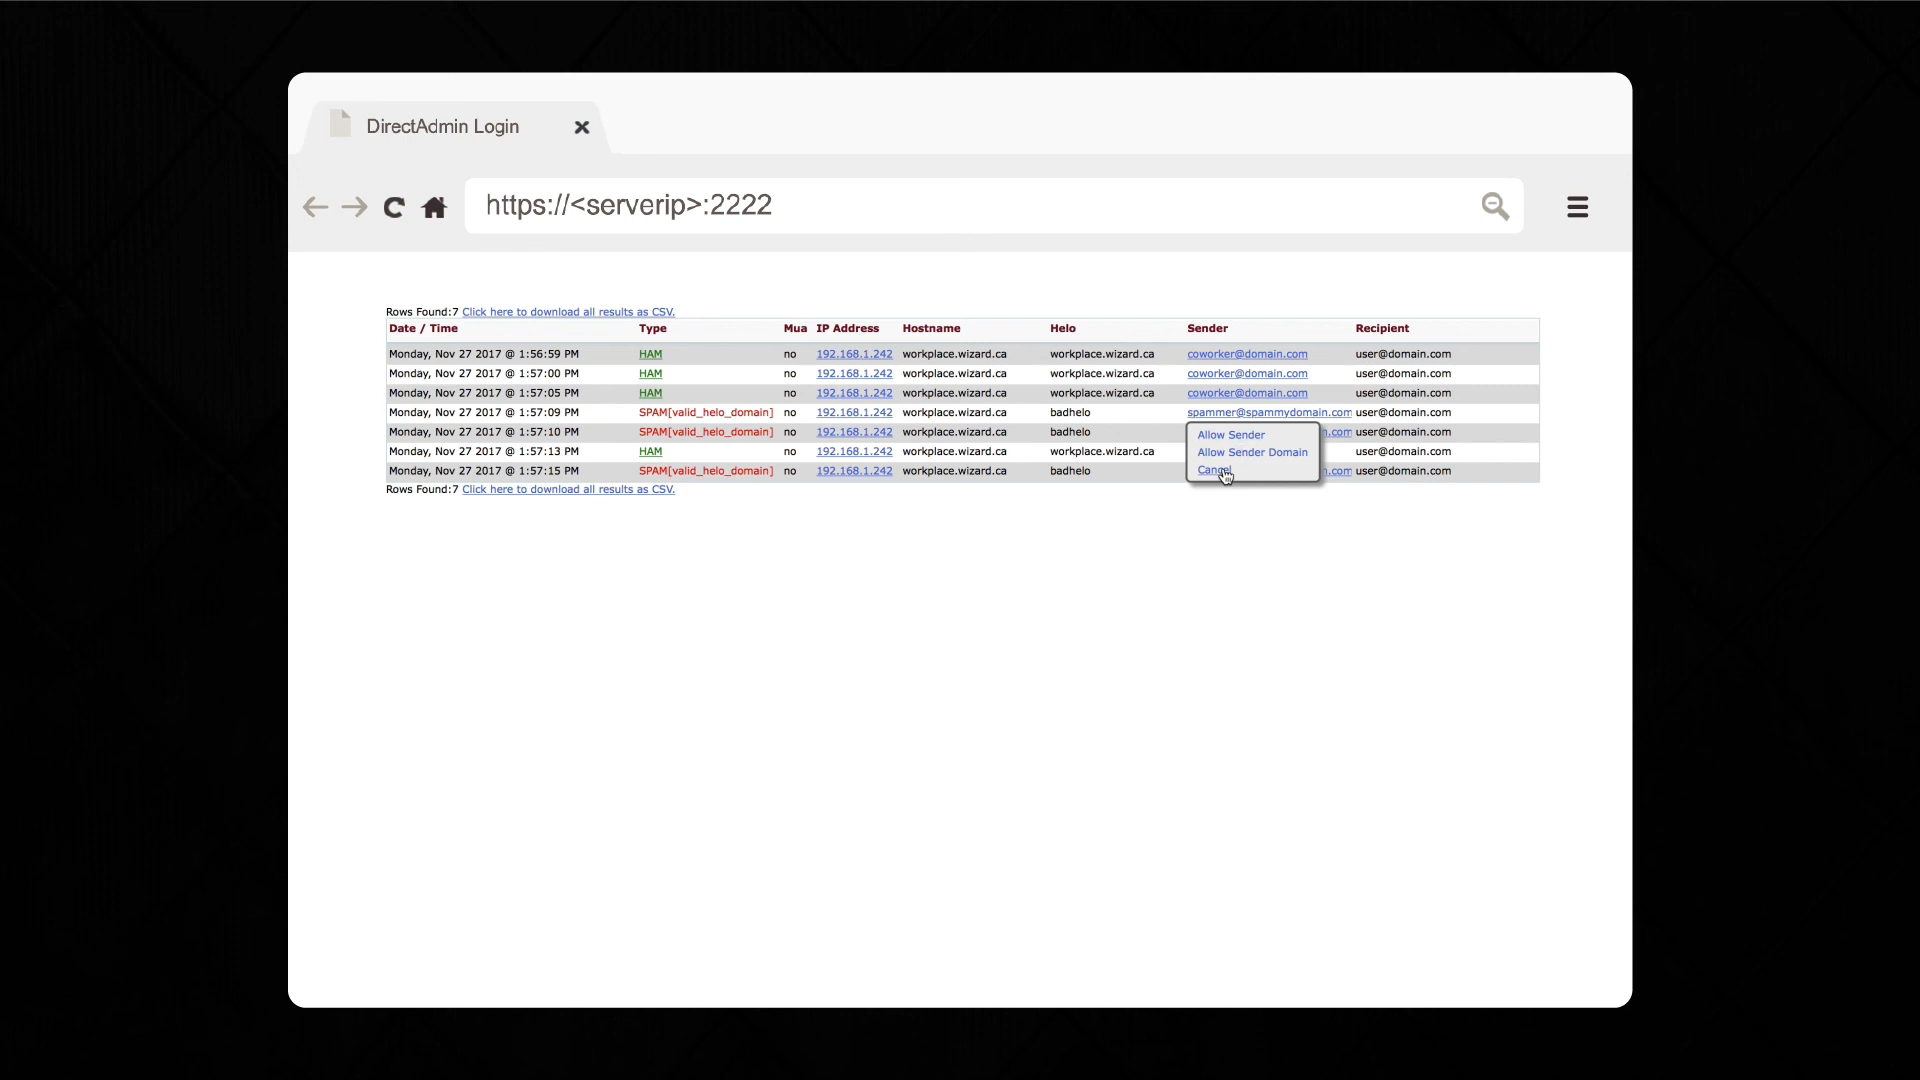 DirectAdmin Login
https://<serverip>:2222
Rows Found:7 Click here to download all results as CSV.
Date / Time Type Mua IP Address Hostname Helo Sender Recipient
Monday, Nov 27 2017 @ 1:56:59 PM HAM no 192.168.1.242 workplace.wizard.ca workplace.wizard.ca coworker@domain.com user@domain.com
Monday, Nov 27 2017 @ 1:57:00 PM HAM no 192.168.1.242 workplace.wizard.ca workplace.wizard.ca coworker@domain.com user@domain.com
Monday, Nov 27 2017 @ 1:57:05 PM HAM no 192.168.1.242 workplace.wizard.ca workplace.wizard.ca coworker@domain.com user@domain.com
Monday, Nov 27 2017 @ 1:57:09 PM SPAM[valid_helo_domain] no 192.168.1.242 workplace.wizard.ca badhelo spammer@spammydomain.com user@domain.com
Monday, Nov 27 2017 @ 1:57:10 PM SPAM[valid_helo_domain] no 192.168.1.242 workplace.wizard.ca badhelo n.com user@domain.com
Monday, Nov 27 2017 @ 1:57:13 PM HAM no 192.168.1.242 workplace.wizard.ca workplace.wizard.ca user@domain.com
Monday, Nov 27 2017 @ 1:57:15 PM SPAM[valid_helo_domain] no 192.168.1.242 workplace.wizard.ca badhelo n.com user@domain.com
Allow Sender
Allow Sender Domain
Cancel
Rows Found:7 Click here to download all results as CSV.